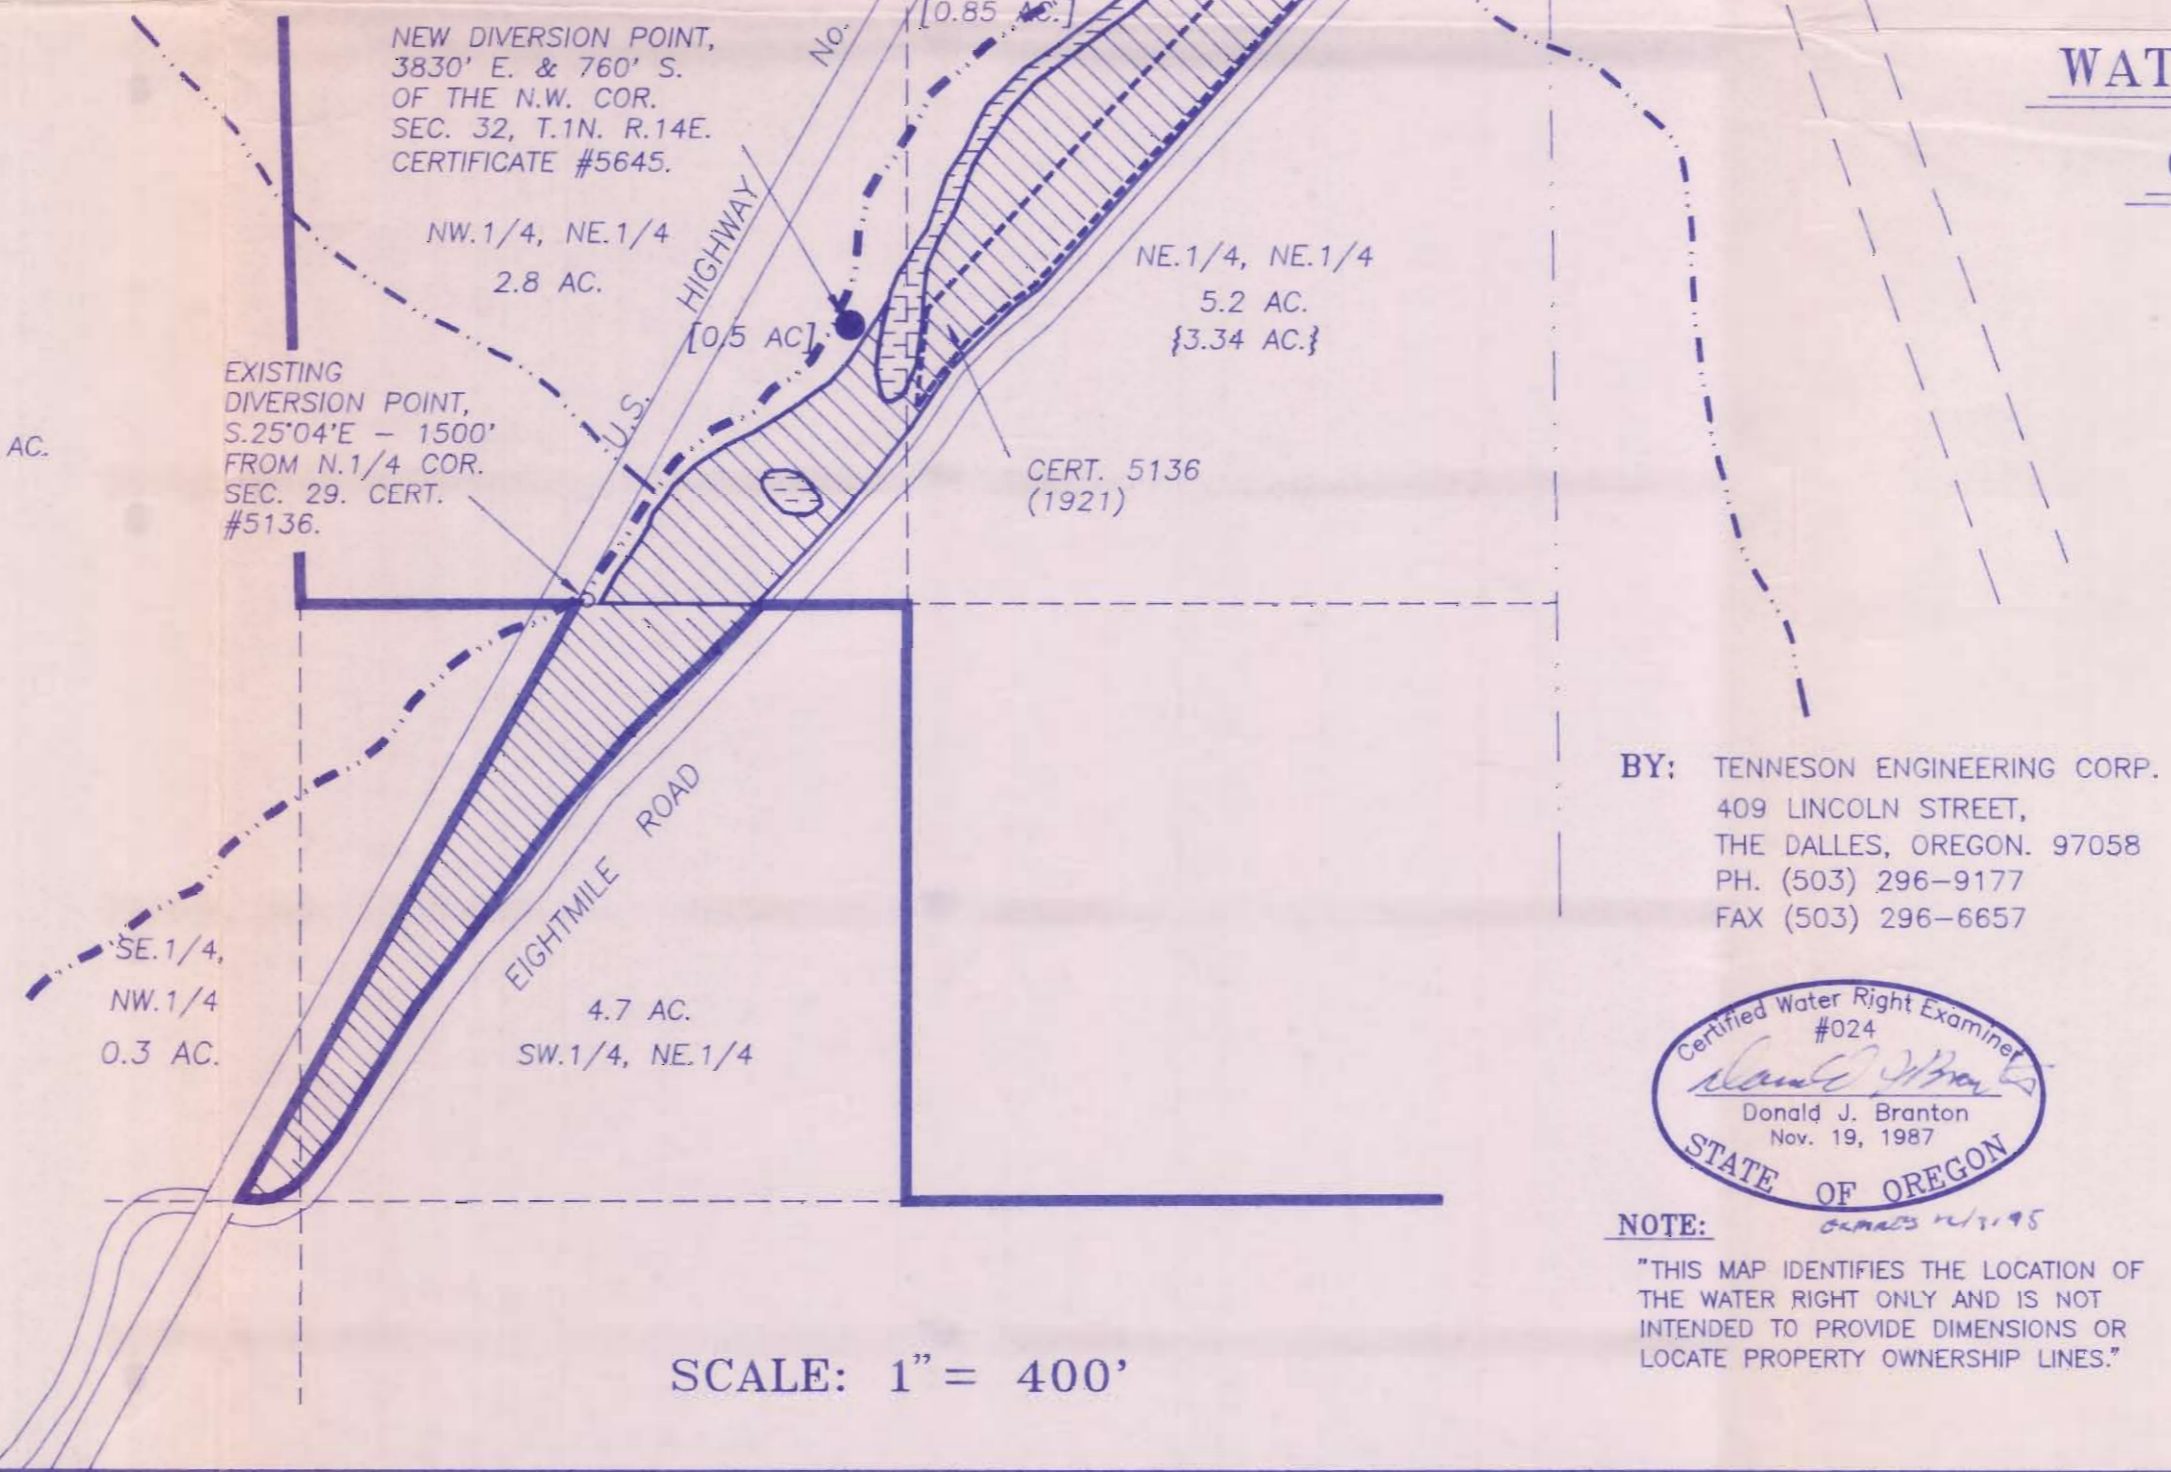 [0.85 AC.]
NEW DIVERSION POINT,
3830' E. & 760' S.
OF THE N.W. COR.
SEC. 32, T.1N. R.14E.
CERTIFICATE #5645.
NW.1/4, NE.1/4
2.8 AC.
U.S. HIGHWAY No.
[0.5 AC]
NE.1/4, NE.1/4
5.2 AC.
{3.34 AC.}
EXISTING
DIVERSION POINT,
S.25°04'E - 1500'
FROM N.1/4 COR.
SEC. 29. CERT.
#5136.
AC.
CERT. 5136
(1921)
EIGHTMILE ROAD
SE.1/4,
NW.1/4
0.3 AC.
4.7 AC.
SW.1/4, NE.1/4
SCALE: 1" = 400'
WAT
BY: TENNESON ENGINEERING CORP.
409 LINCOLN STREET,
THE DALLES, OREGON. 97058
PH. (503) 296-9177
FAX (503) 296-6657
Certified Water Right Examiner
#024
Donald J. Branton
Nov. 19, 1987
STATE OF OREGON
NOTE:
"THIS MAP IDENTIFIES THE LOCATION OF
THE WATER RIGHT ONLY AND IS NOT
INTENDED TO PROVIDE DIMENSIONS OR
LOCATE PROPERTY OWNERSHIP LINES."